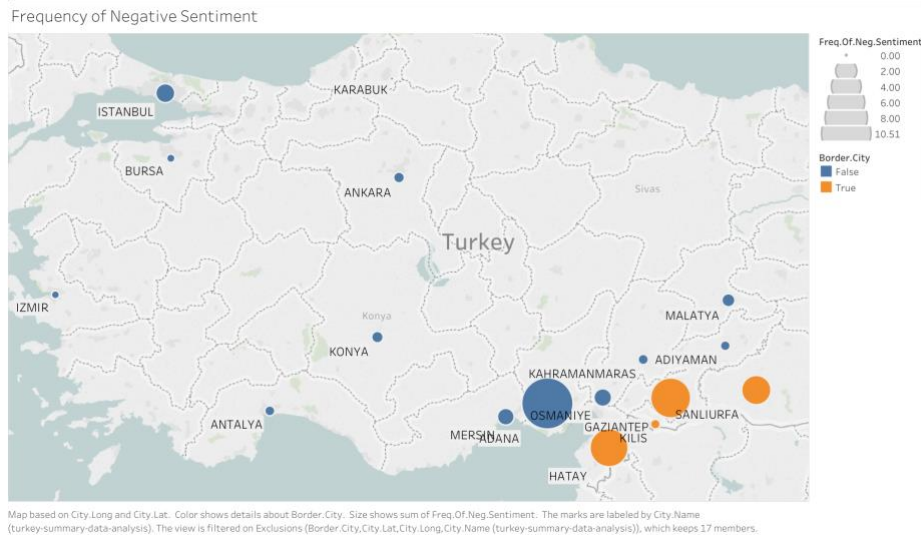 Frequency of Negative Sentiment
Freq.Of.Neg.Sentiment
0.00
2.00
4.00
6.00
8.00
10.51
Border.City
False
True
KARABUK
ISTANBUL
BURSA
ANKARA
Sivas
Turkey
IZMIR
Konya
MALATYA
KONYA
ADIYAMAN
KAHRAMANMARAS
ANTALYA
OSMANIYE
SANLIURFA
GAZIANTEP
MERSIN
ADANA
KILIS
HATAY
Map based on City.Long and City.Lat. Color shows details about Border.City. Size shows sum of Freq.Of.Neg.Sentiment. The marks are labeled by City.Name
(turkey-summary-data-analysis). The view is filtered on Exclusions (Border.City,City.Lat,City.Long,City.Name (turkey-summary-data-analysis)), which keeps 17 members.